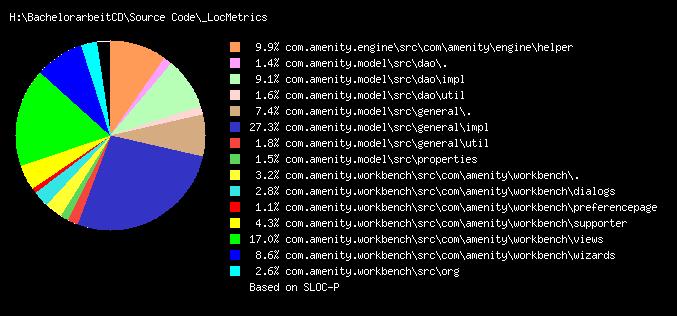 H:\BachelorarbeitCD\Source Code\_LocMetrics
9.9% com.amenity.engine\src\com\amenity\engine\helper
1.4% com.amenity.model\src\dao\.
9.1% com.amenity.model\src\dao\impl
1.6% com.amenity.model\src\dao\util
7.4% com.amenity.model\src\general\.
27.3% com.amenity.model\src\general\impl
1.8% com.amenity.model\src\general\util
1.5% com.amenity.model\src\properties
3.2% com.amenity.workbench\src\com\amenity\workbench\.
2.8% com.amenity.workbench\src\com\amenity\workbench\dialogs
1.1% com.amenity.workbench\src\com\amenity\workbench\preferencepage
4.3% com.amenity.workbench\src\com\amenity\workbench\supporter
17.0% com.amenity.workbench\src\com\amenity\workbench\views
8.6% com.amenity.workbench\src\com\amenity\workbench\wizards
2.6% com.amenity.workbench\src\org
Based on SLOC-P